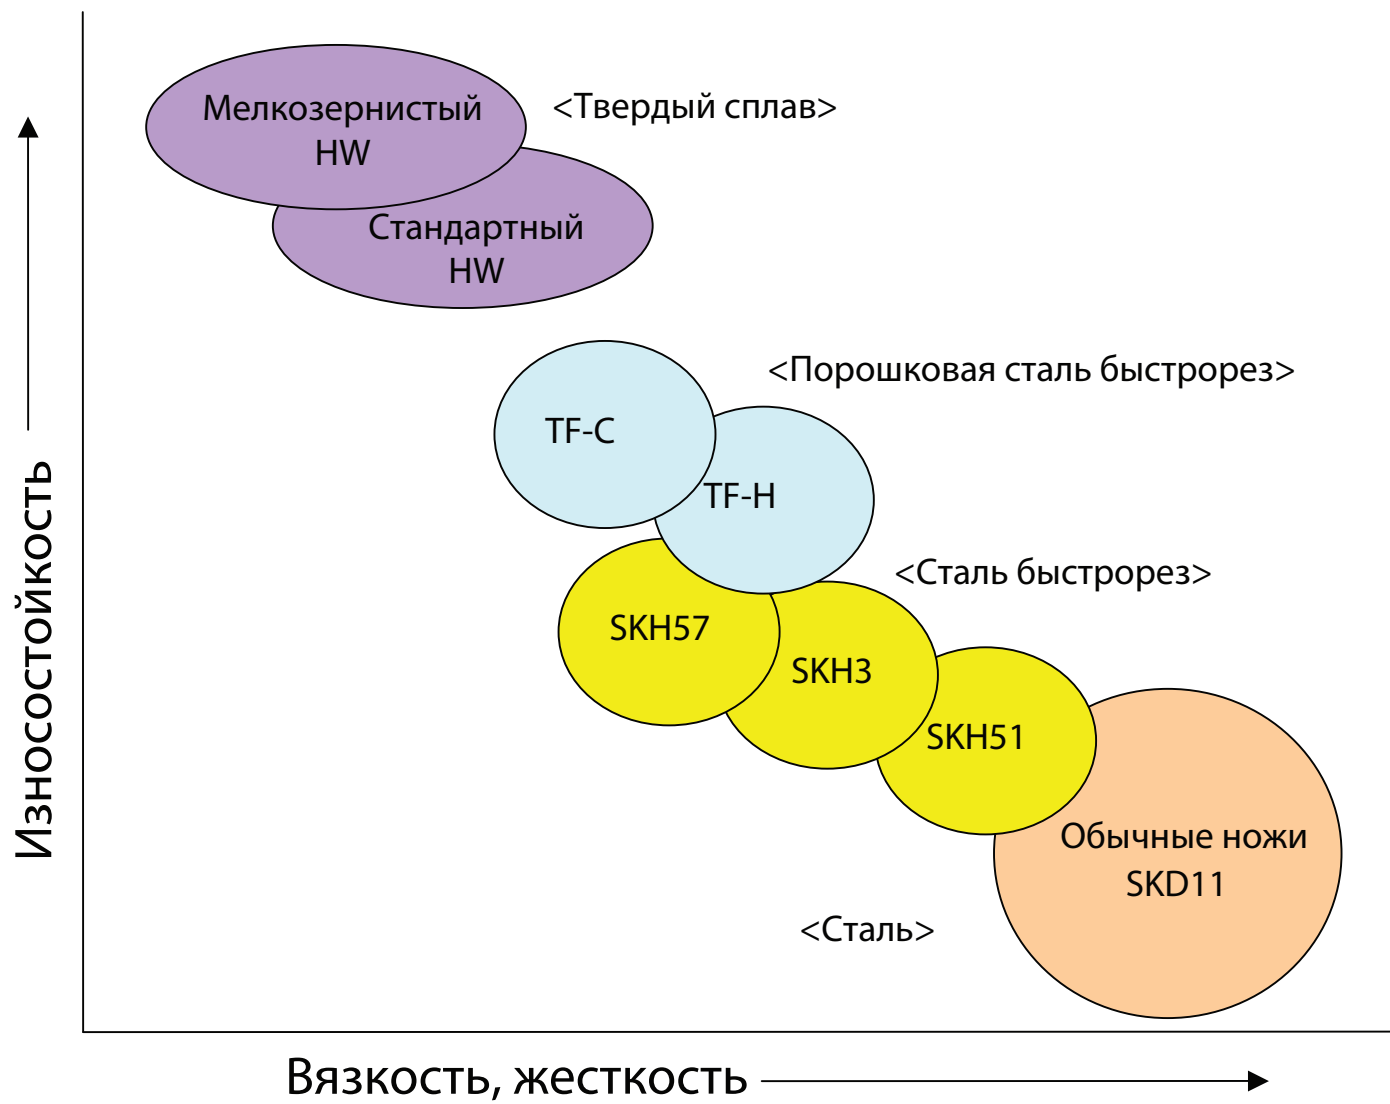 Мелкозернистый
HW
<Твердый сплав>
Стандартный
HW
<Порошковая сталь быстрорез>
TF-C
TF-H
<Сталь быстрорез>
SKH57
SKH3
SKH51
Обычные ножи
SKD11
<Сталь>
Износостойкость
Вязкость, жесткость